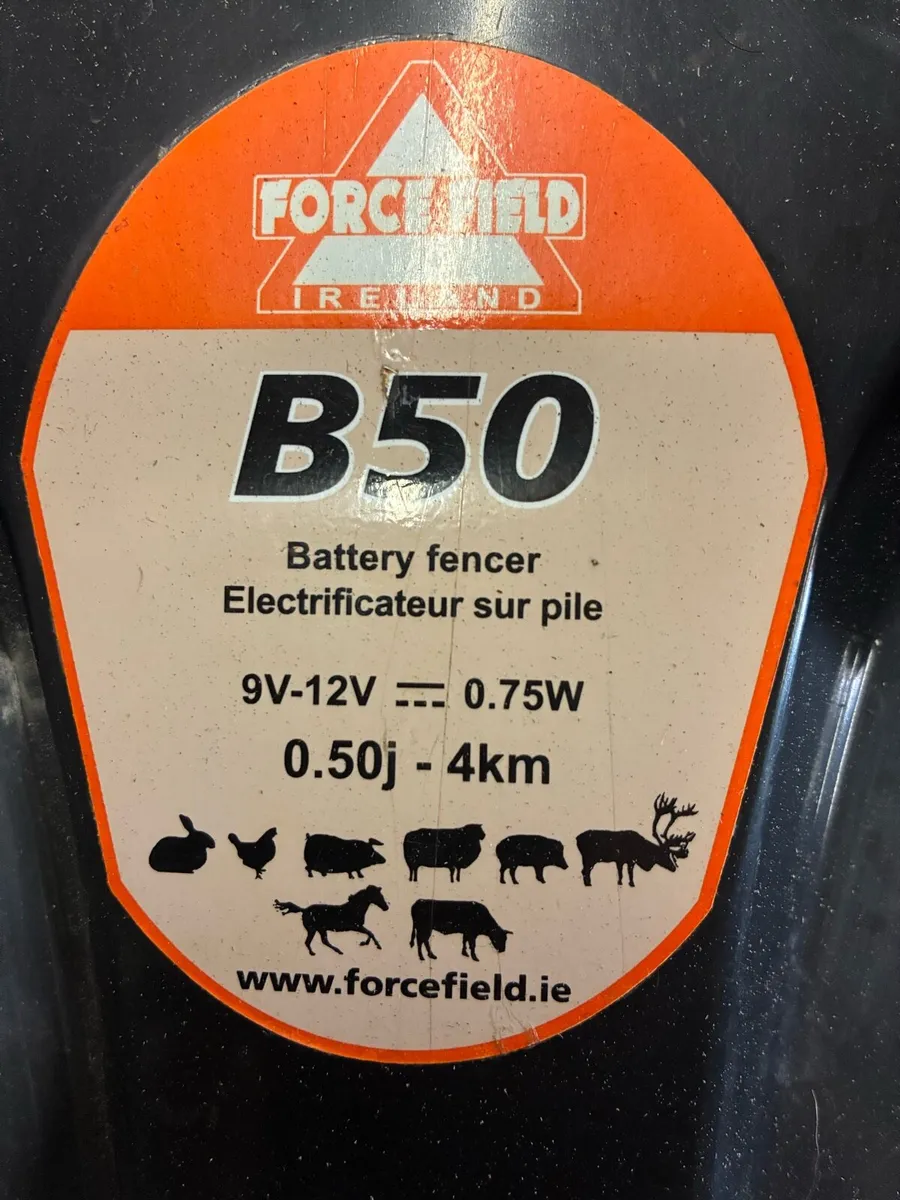 FORCE FIELD
IRELAND
B50
Battery fencer
Electrificateur sur pile
9V-12V ⎓ 0.75W
0.50j - 4km
www.forcefield.ie